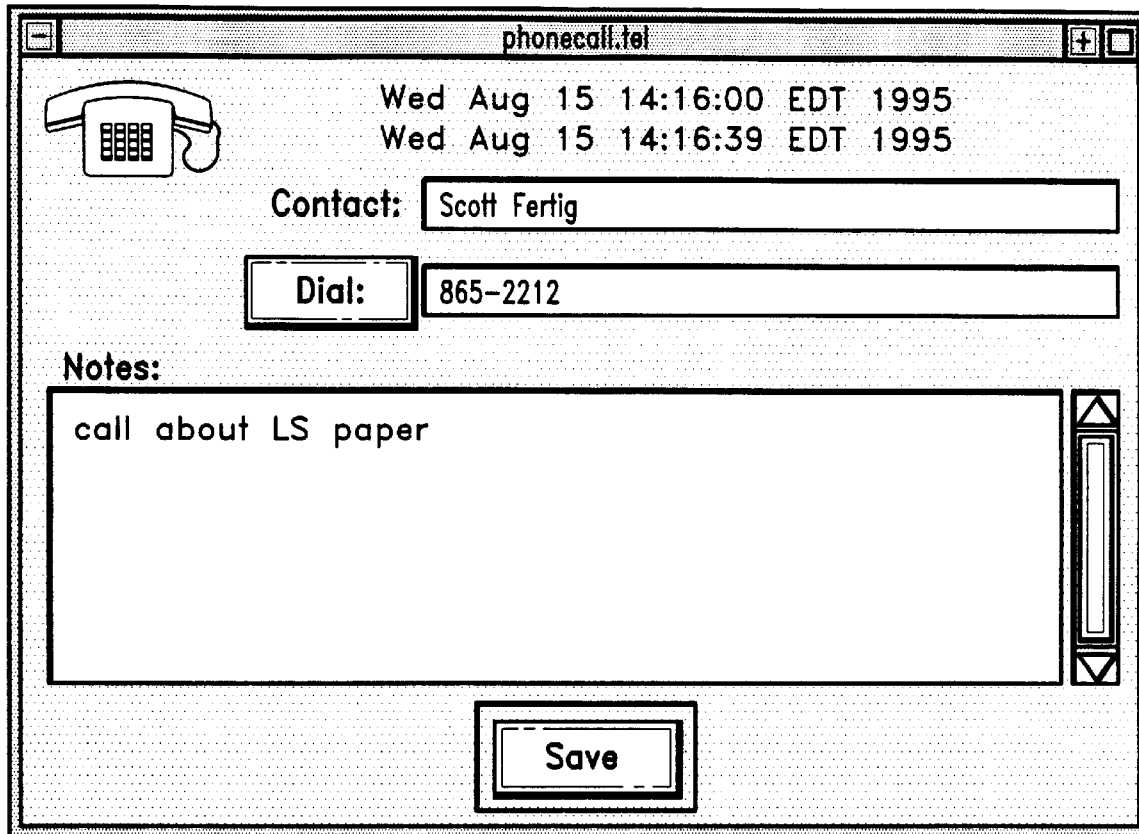 phonecall.tel
Wed Aug 15 14:16:00 EDT 1995
Wed Aug 15 14:16:39 EDT 1995
Contact: Scott Fertig
Dial: 865-2212
Notes:
call about LS paper
Save